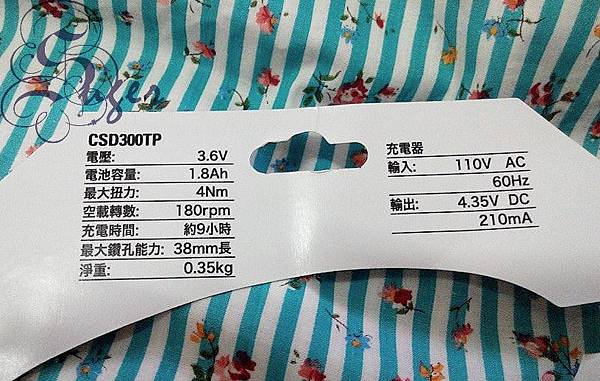 Suger
CSD300TP
電壓: 3.6V
電池容量: 1.8Ah
最大扭力: 4Nm
空載轉數: 180rpm
充電時間: 約9小時
最大鑽孔能力: 38mm長
淨重: 0.35kg
充電器
輸入: 110V AC
60Hz
輸出: 4.35V DC
210mA